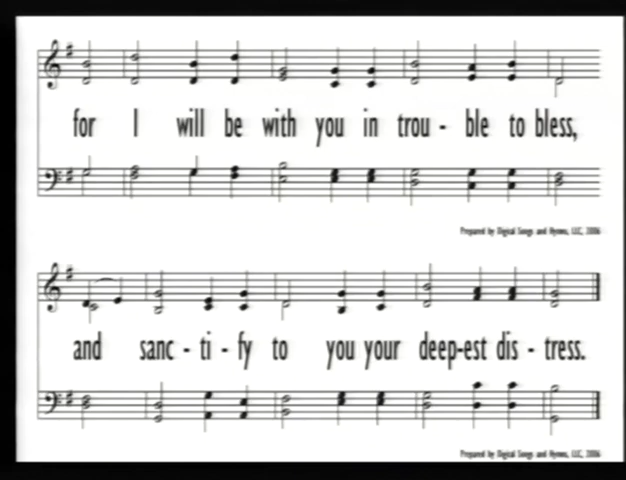 for I will be with you in trou - ble to bless,
Prepared by Digital Songs and Hymns, LLC, 2006
and sanc - ti - fy to you your deep-est dis - tress.
Prepared by Digital Songs and Hymns, LLC, 2006